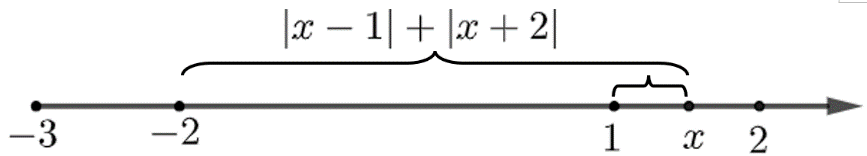 |x − 1| + |x + 2|
−3 −2 1 x 2